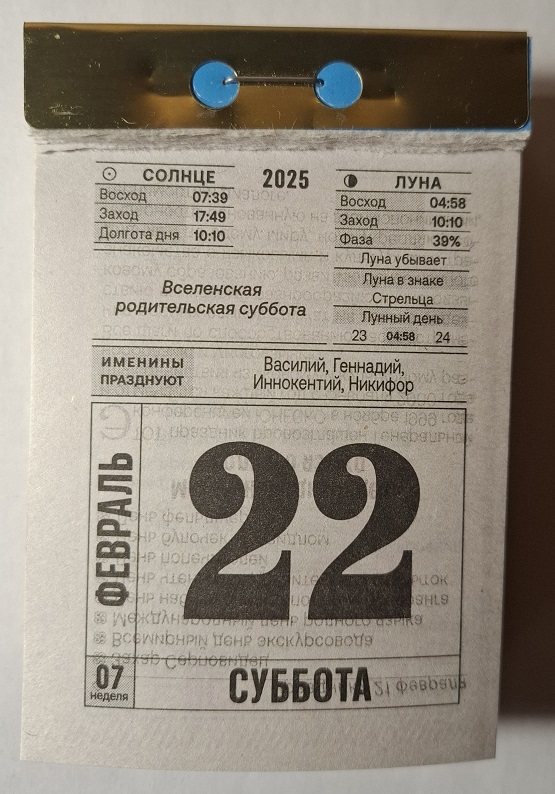 СОЛНЦЕ
Восход 07:39
Заход 17:49
Долгота дня 10:10
2025
ЛУНА
Восход 04:58
Заход 10:10
Фаза 39%
Луна убывает
Луна в знаке
Стрельца
Лунный день
23 04:58 24
Вселенская
родительская суббота
ИМЕНИНЫ
ПРАЗДНУЮТ
Василий, Геннадий,
Иннокентий, Никифор
ФЕВРАЛЬ
22
07
неделя
СУББОТА